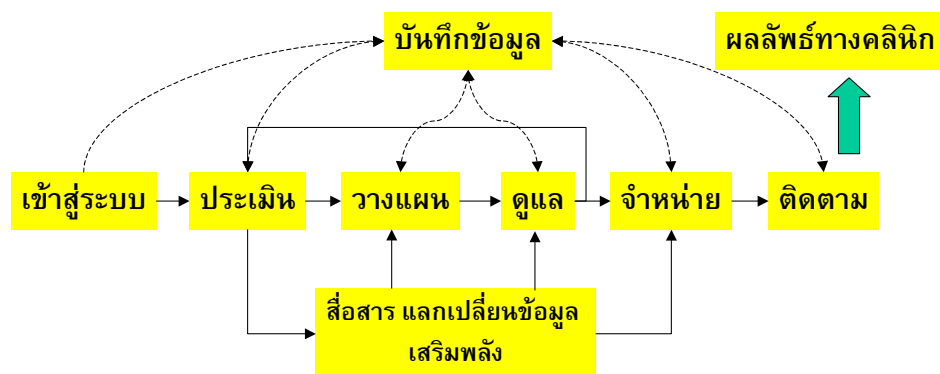 บันทึกข้อมูล
ผลลัพธ์ทางคลินิก
เข้าสู่ระบบ
ประเมิน
วางแผน
ดูแล
จำหน่าย
ติดตาม
สื่อสาร แลกเปลี่ยนข้อมูล
เสริมพลัง